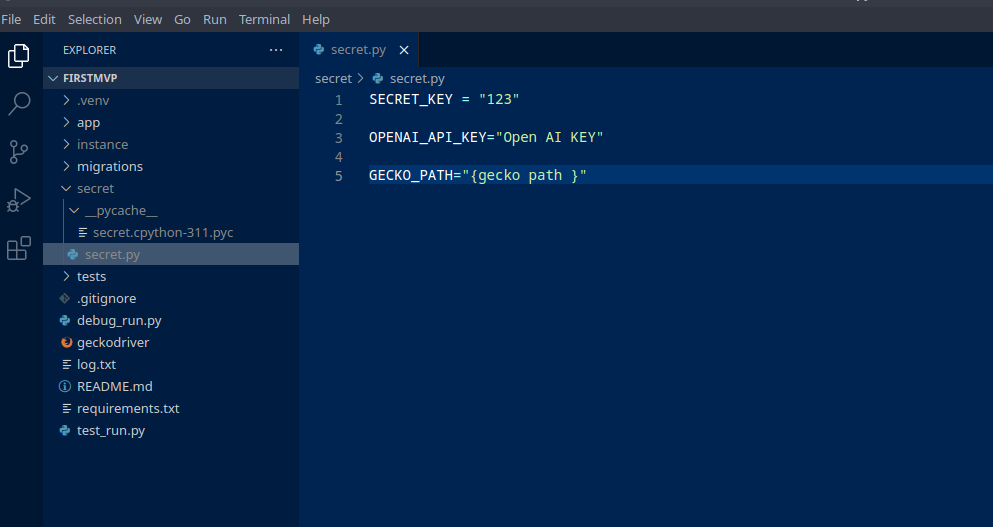 File Edit Selection View Go Run Terminal Help
EXPLORER ···
secret.py
FIRSTMVP
.venv
app
instance
migrations
secret
__pycache__
secret.cpython-311.pyc
secret.py
tests
.gitignore
debug_run.py
geckodriver
log.txt
README.md
requirements.txt
test_run.py
secret > secret.py
1 SECRET_KEY = "123"
2
3 OPENAI_API_KEY="Open AI KEY"
4
5 GECKO_PATH="{gecko path }"